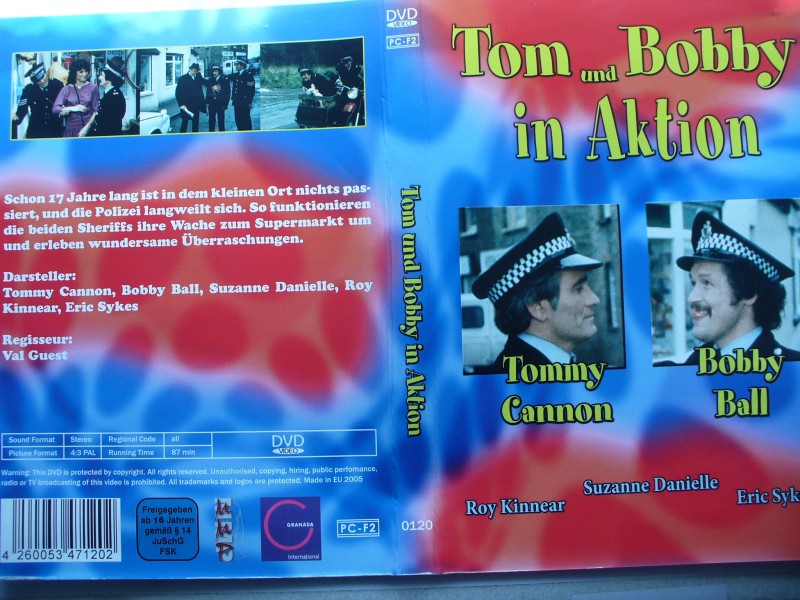 Schon 17 Jahre lang ist in dem kleinen Ort nichts pas-
siert, und die Polizei langweilt sich. So funktionieren
die beiden Sheriffs ihre Wache zum Supermarkt um
und erleben wundersame Überraschungen.
Darsteller:
Tommy Cannon, Bobby Ball, Suzanne Danielle, Roy
Kinnear, Eric Sykes
Regisseur:
Val Guest
Sound Format Stereo Regional Code all
Picture Format 4:3 PAL Running Time 87 min
DVD
VIDEO
Warning: This DVD is protected by copyright. All rights reserved. Unauthorised, copying, hiring, public perfomance,
radio or TV broadcasting of this video is prohibited. All trademarks and logos are protected. Made in EU 2005
4 260053 471202
Freigegeben
ab 16 Jahren
gemäß § 14
JuSchG
FSK
GRANADA
International
PC-F2
DVD
VIDEO
PC-F2
Tom und Bobby in Aktion
0120
Tom und Bobby
in Aktion
Tommy
Cannon
Bobby
Ball
Roy Kinnear
Suzanne Danielle
Eric Syk